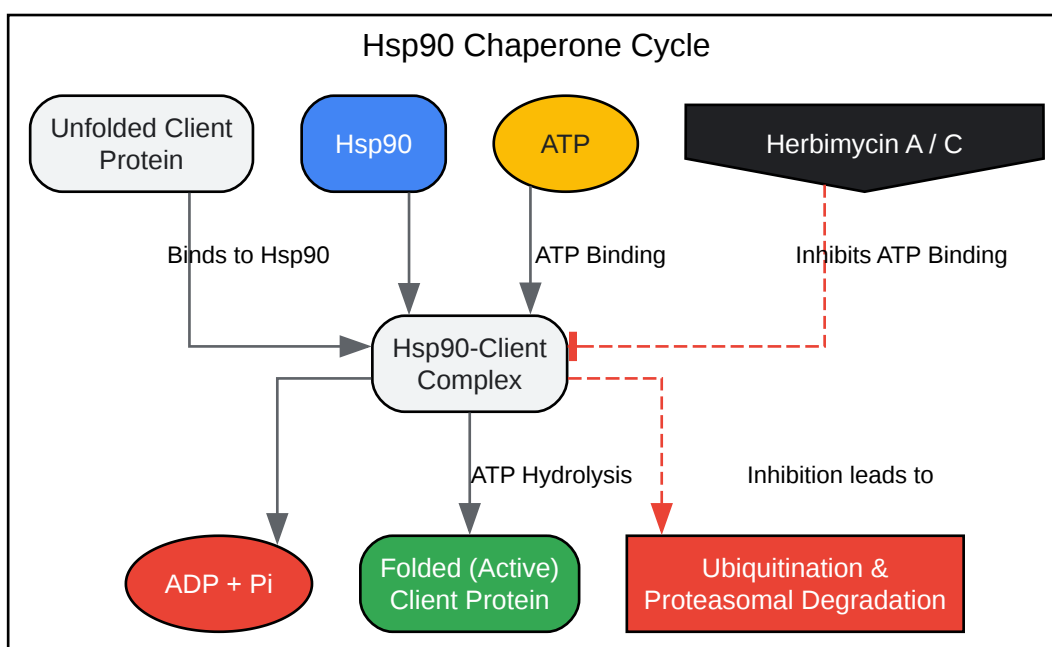 Hsp90 Chaperone Cycle
Unfolded Client
Protein
Hsp90
ATP
Herbimycin A / C
Binds to Hsp90
ATP Binding
Inhibits ATP Binding
Hsp90-Client
Complex
ATP Hydrolysis
Inhibition leads to
ADP + Pi
Folded (Active)
Client Protein
Ubiquitination &
Proteasomal Degradation